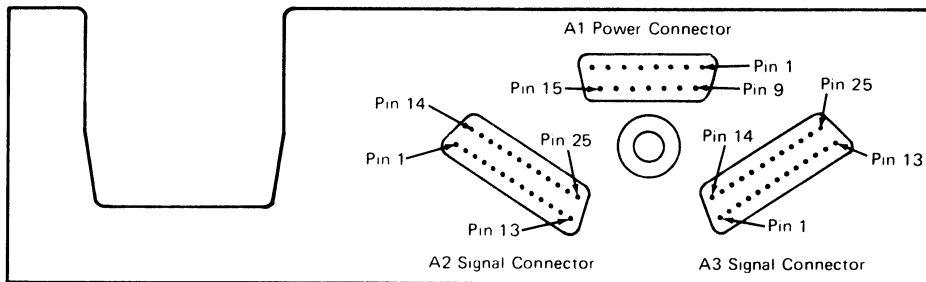 A1 Power Connector
Pin 1
Pin 15
Pin 9
Pin 14
Pin 1
Pin 25
Pin 13
A2 Signal Connector
Pin 25
Pin 14
Pin 13
Pin 1
A3 Signal Connector